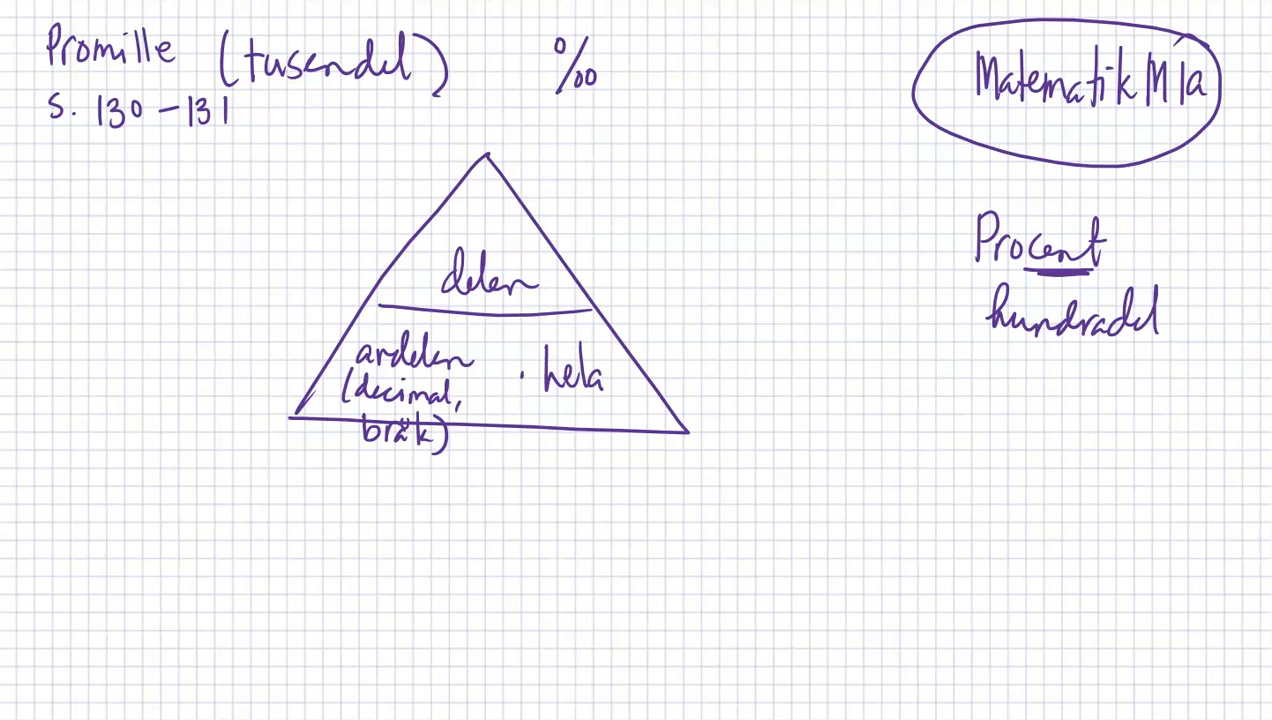 Promille (tusendel) ‰
s. 130-131
Matematik M1a
Procent
hundradel
delen
andelen
(decimal,
bråk)
· hela